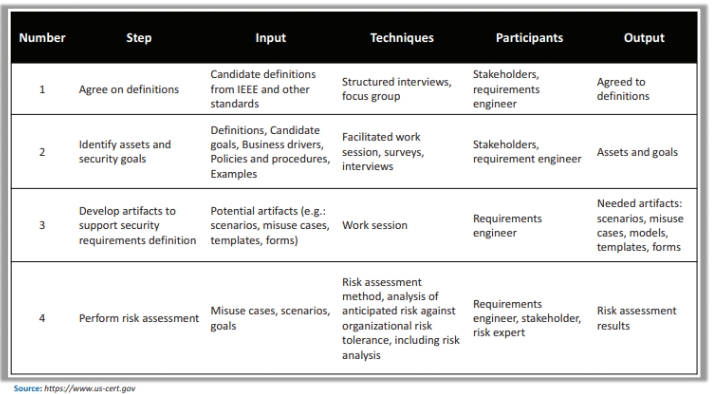 Number Step Input Techniques Participants Output
1
Agree on definitions
Candidate definitions
from IEEE and other
standards
Structured interviews,
focus group
Stakeholders,
requirements
engineer
Agreed to
definitions
2
Identify assets and
security goals
Definitions, Candidate
goals, Business drivers,
Policies and procedures,
Examples
Facilitated work
session, surveys,
interviews
Stakeholders,
requirement engineer
Assets and goals
3
Develop artifacts to
support security
requirements definition
Potential artifacts (e.g.:
scenarios, misuse cases,
templates, forms)
Work session
Requirements
engineer
Needed artifacts:
scenarios, misuse
cases, models,
templates, forms
4
Perform risk assessment
Misuse cases, scenarios,
goals
Risk assessment
method, analysis of
anticipated risk against
organizational risk
tolerance, including risk
analysis
Requirements
engineer, stakeholder,
risk expert
Risk assessment
results
Source: https://www.us-cert.gov